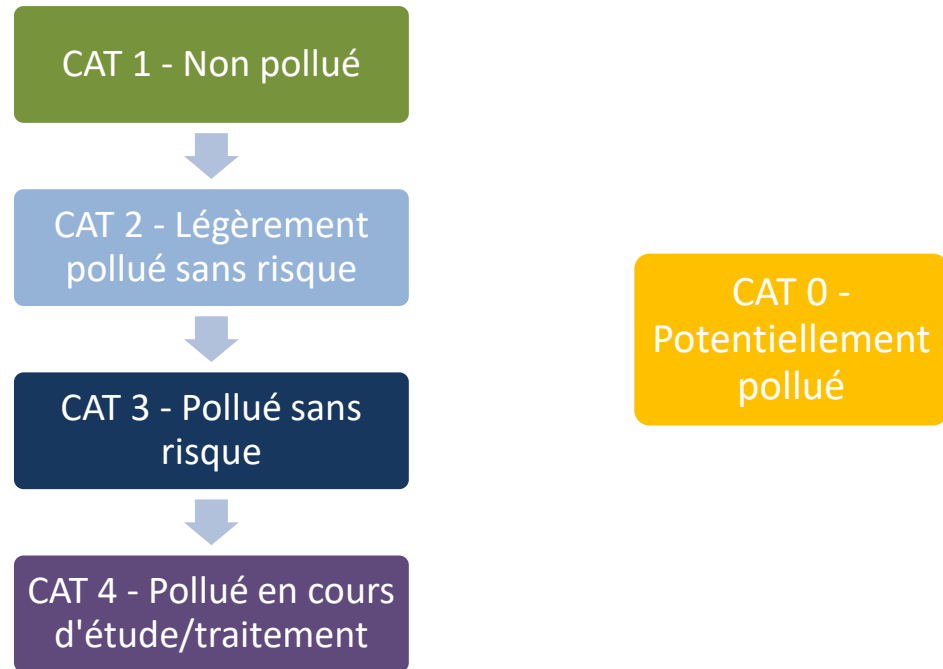 CAT 1 - Non pollué
CAT 2 - Légèrement
pollué sans risque
CAT 3 - Pollué sans
risque
CAT 4 - Pollué en cours
d'étude/traitement
CAT 0 -
Potentiellement
pollué